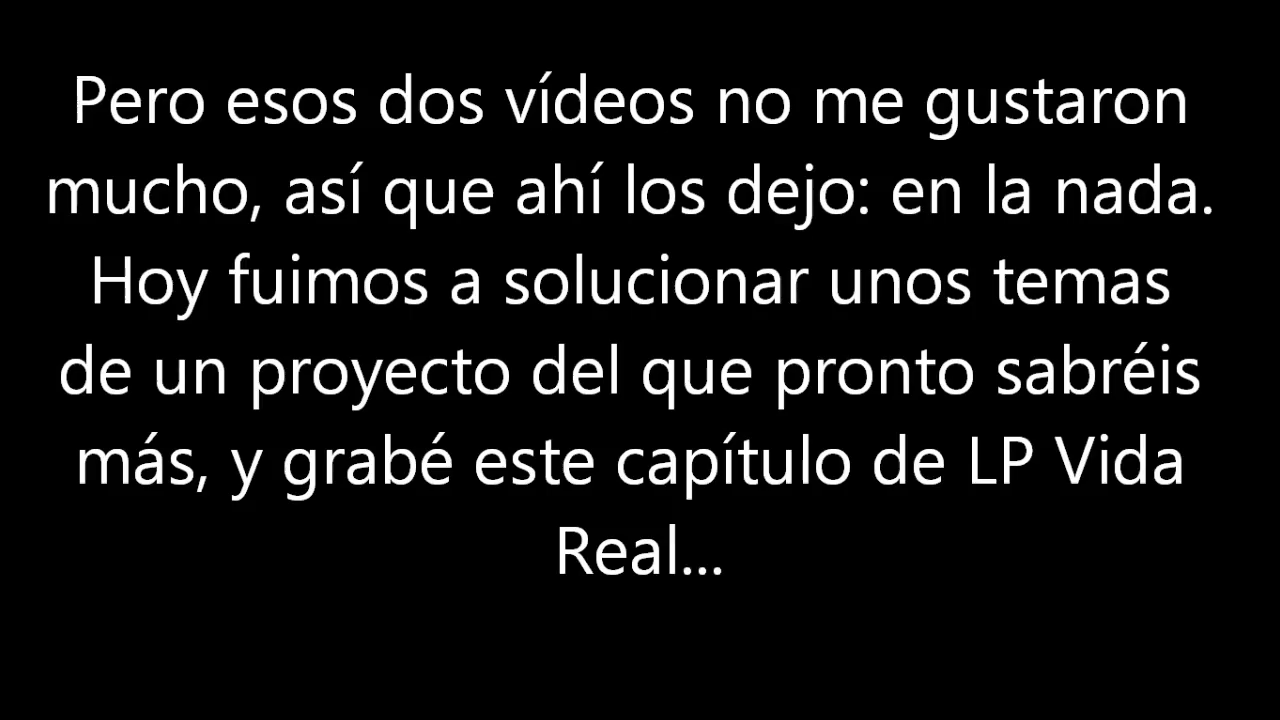 Pero esos dos vídeos no me gustaron
mucho, así que ahí los dejo: en la nada.
Hoy fuimos a solucionar unos temas
de un proyecto del que pronto sabréis
más, y grabé este capítulo de LP Vida
Real...